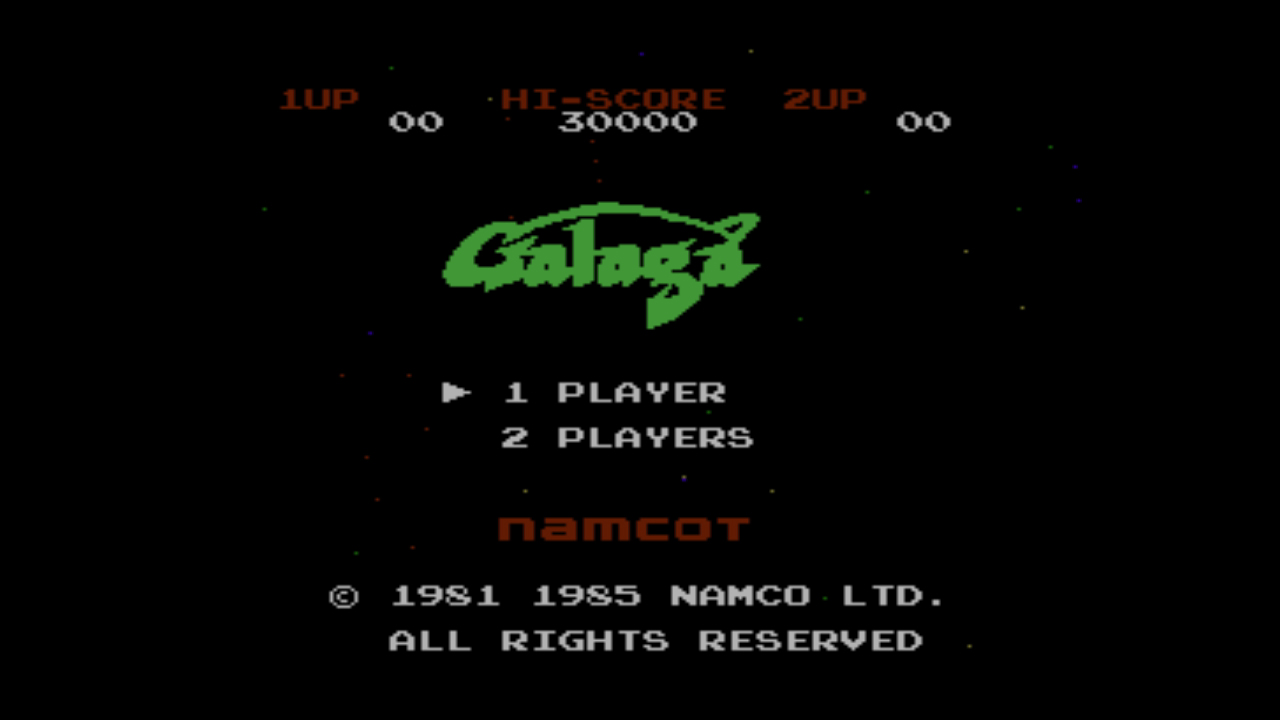 1UP HI-SCORE 2UP
00 30000 00
Galaga
1 PLAYER
2 PLAYERS
namcot
© 1981 1985 NAMCO LTD.
ALL RIGHTS RESERVED